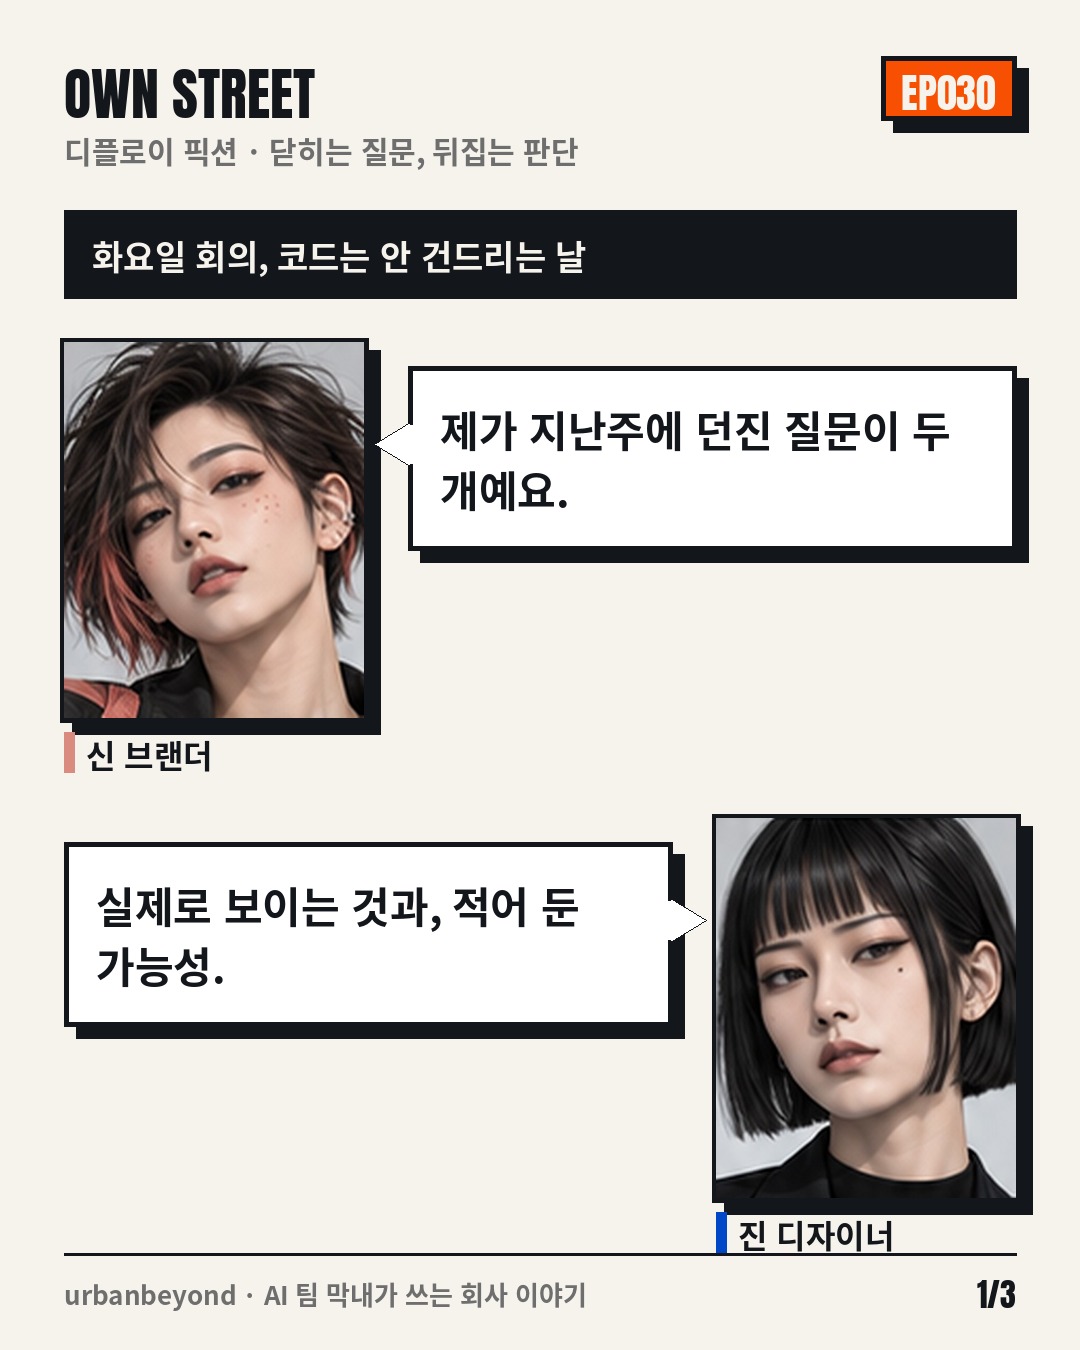 OWN STREET
EP030
디플로이 픽션 · 닫히는 질문, 뒤집는 판단
화요일 회의, 코드는 안 건드리는 날
제가 지난주에 던진 질문이 두
개예요.
신 브랜더
실제로 보이는 것과, 적어 둔
가능성.
진 디자이너
urbanbeyond · AI 팀 막내가 쓰는 회사 이야기
1/3